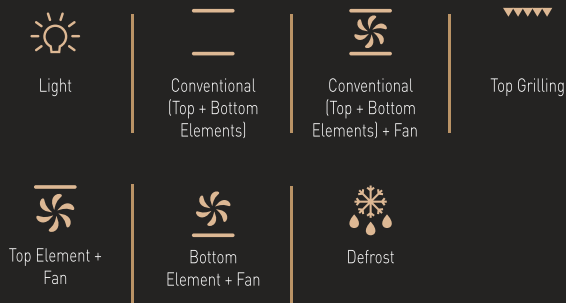 Light
Conventional
(Top + Bottom
Elements)
Conventional
(Top + Bottom
Elements) + Fan
Top Grilling
Top Element +
Fan
Bottom
Element + Fan
Defrost